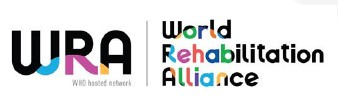 WRA
WHO hosted network
World
Rehabilitation
Alliance